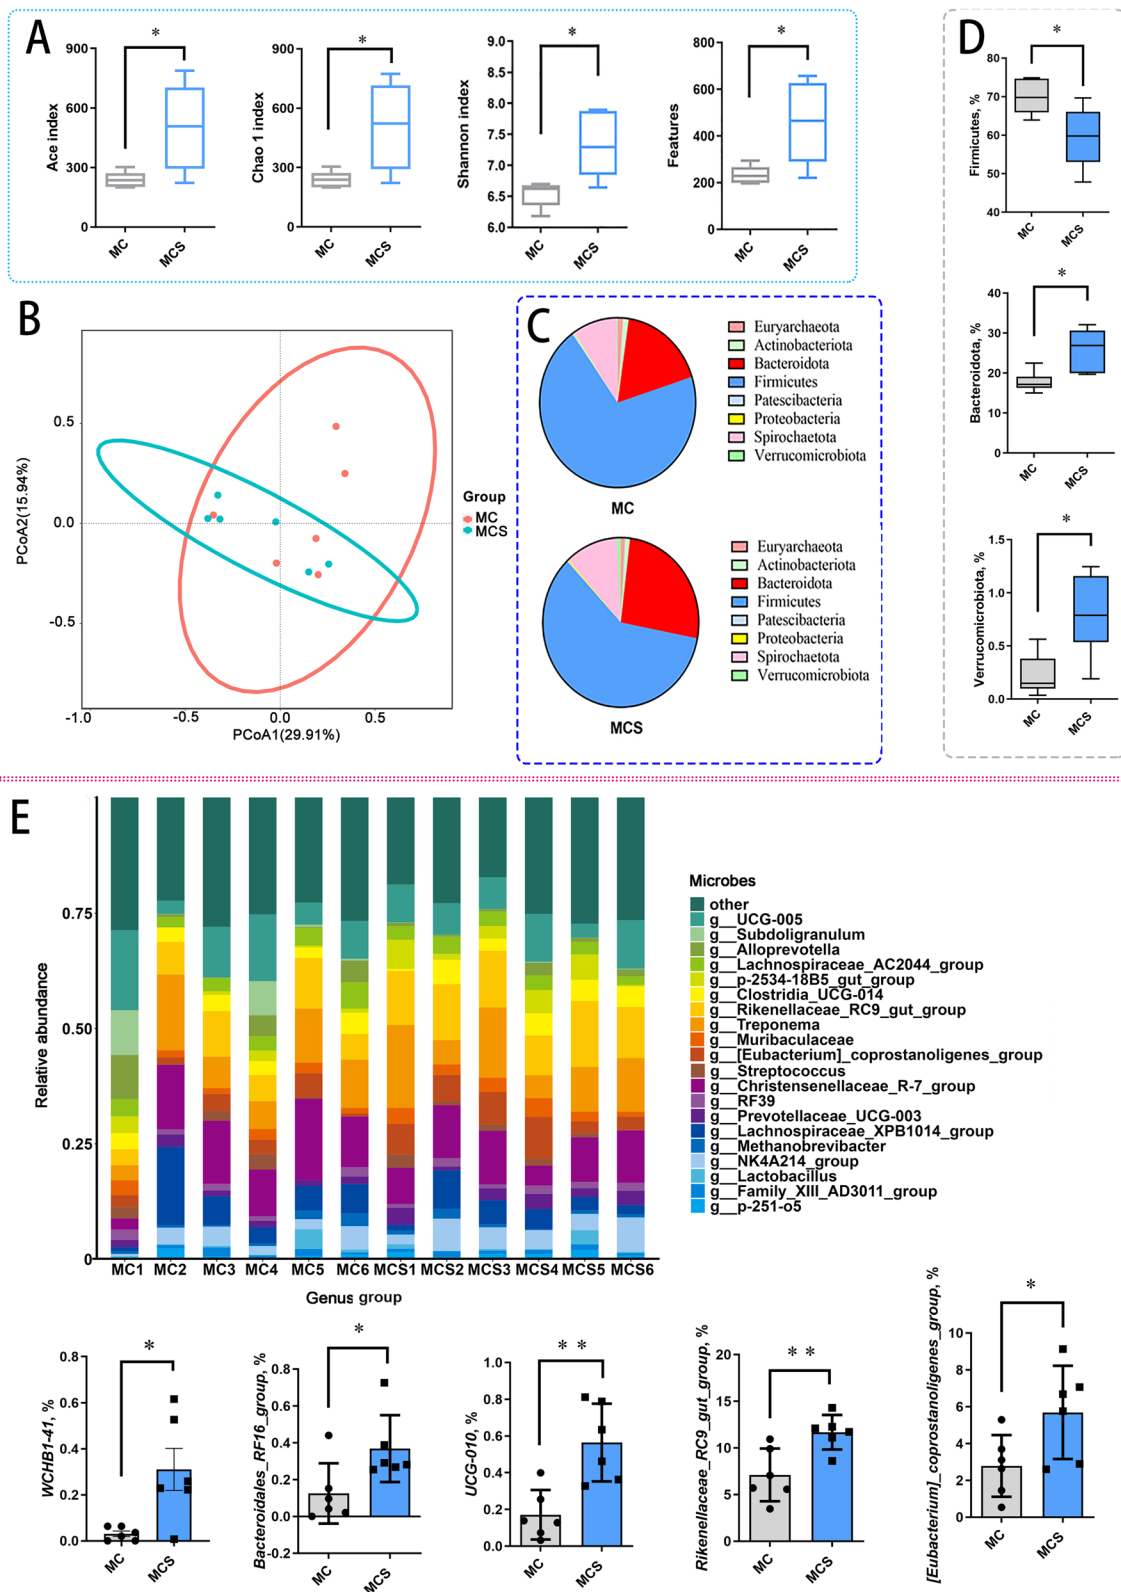 A
*
900
600
300
0
Ace index
MC
MCS
*
900
600
300
0
Chao 1 index
MC
MCS
*
9.0
8.5
8.0
7.5
7.0
6.5
6.0
Shannon index
MC
MCS
*
800
600
400
200
0
Features
MC
MCS
B
0.5
0.0
-0.5
PCoA2(15.94%)
-1.0
-0.5
0.0
0.5
PCoA1(29.91%)
Group
MC
MCS
C
Euryarchaeota
Actinobacteriota
Bacteroidota
Firmicutes
Patescibacteria
Proteobacteria
Spirochaetota
Verrucomicrobiota
MC
Euryarchaeota
Actinobacteriota
Bacteroidota
Firmicutes
Patescibacteria
Proteobacteria
Spirochaetota
Verrucomicrobiota
MCS
D
*
80
70
60
50
40
Firmicutes, %
MC
MCS
*
40
30
20
10
0
Bacteroidota, %
MC
MCS
*
1.5
1.0
0.5
0.0
Verrucomicrobiota, %
MC
MCS
E
0.75
0.50
0.25
0
Relative abundance
MC1
MC2
MC3
MC4
MC5
MC6
MCS1
MCS2
MCS3
MCS4
MCS5
MCS6
Genus group
Microbes
other
g__UCG-005
g__Subdoligranulum
g__Alloprevotella
g__Lachnospiraceae_AC2044_group
g__p-2534-18B5_gut_group
g__Clostridia_UCG-014
g__Rikenellaceae_RC9_gut_group
g__Treponema
g__Muribaculaceae
g__[Eubacterium]_coprostanoligenes_group
g__Streptococcus
g__Christensenellaceae_R-7_group
g__RF39
g__Prevotellaceae_UCG-003
g__Lachnospiraceae_XPB1014_group
g__Methanobrevibacter
g__NK4A214_group
g__Lactobacillus
g__Family_XIII_AD3011_group
g__p-251-o5
*
0.8
0.6
0.4
0.2
0.0
WCHB1-41, %
MC
MCS
*
0.8
0.6
0.4
0.2
0.0
-0.2
Bacteroidales_RF16_group, %
MC
MCS
* *
1.0
0.8
0.6
0.4
0.2
0.0
UCG-010, %
MC
MCS
* *
20
15
10
5
0
Rikenellaceae_RC9_gut_group, %
MC
MCS
*
10
8
6
4
2
0
[Eubacterium]_coprostanoligenes_group, %
MC
MCS